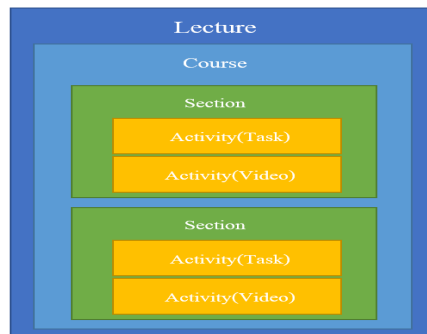 Lecture
Course
Section
Activity(Task)
Activity(Video)
Section
Activity(Task)
Activity(Video)